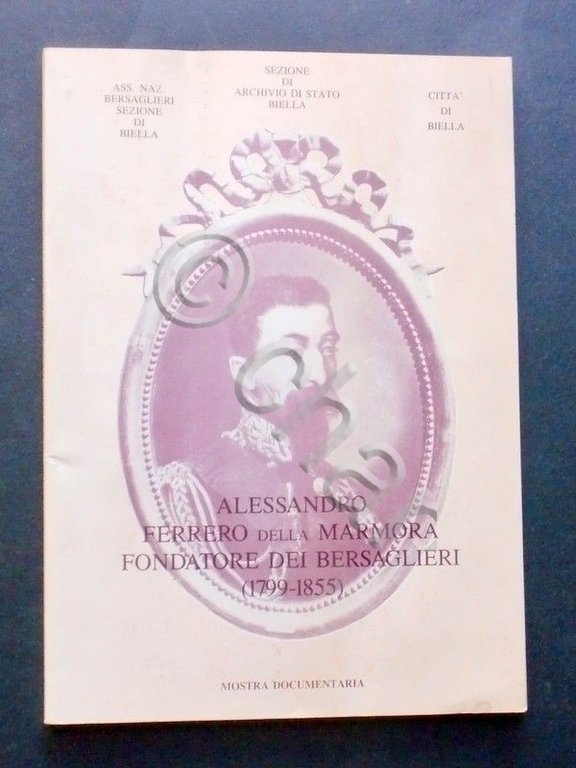 ASS. NAZ.
BERSAGLIERI
SEZIONE
DI
BIELLA
SEZIONE
DI
ARCHIVIO DI STATO
BIELLA
CITTA'
DI
BIELLA
©
ALESSANDRO
FERRERO DELLA MARMORA
FONDATORE DEI BERSAGLIERI
(1799-1855)
MOSTRA DOCUMENTARIA